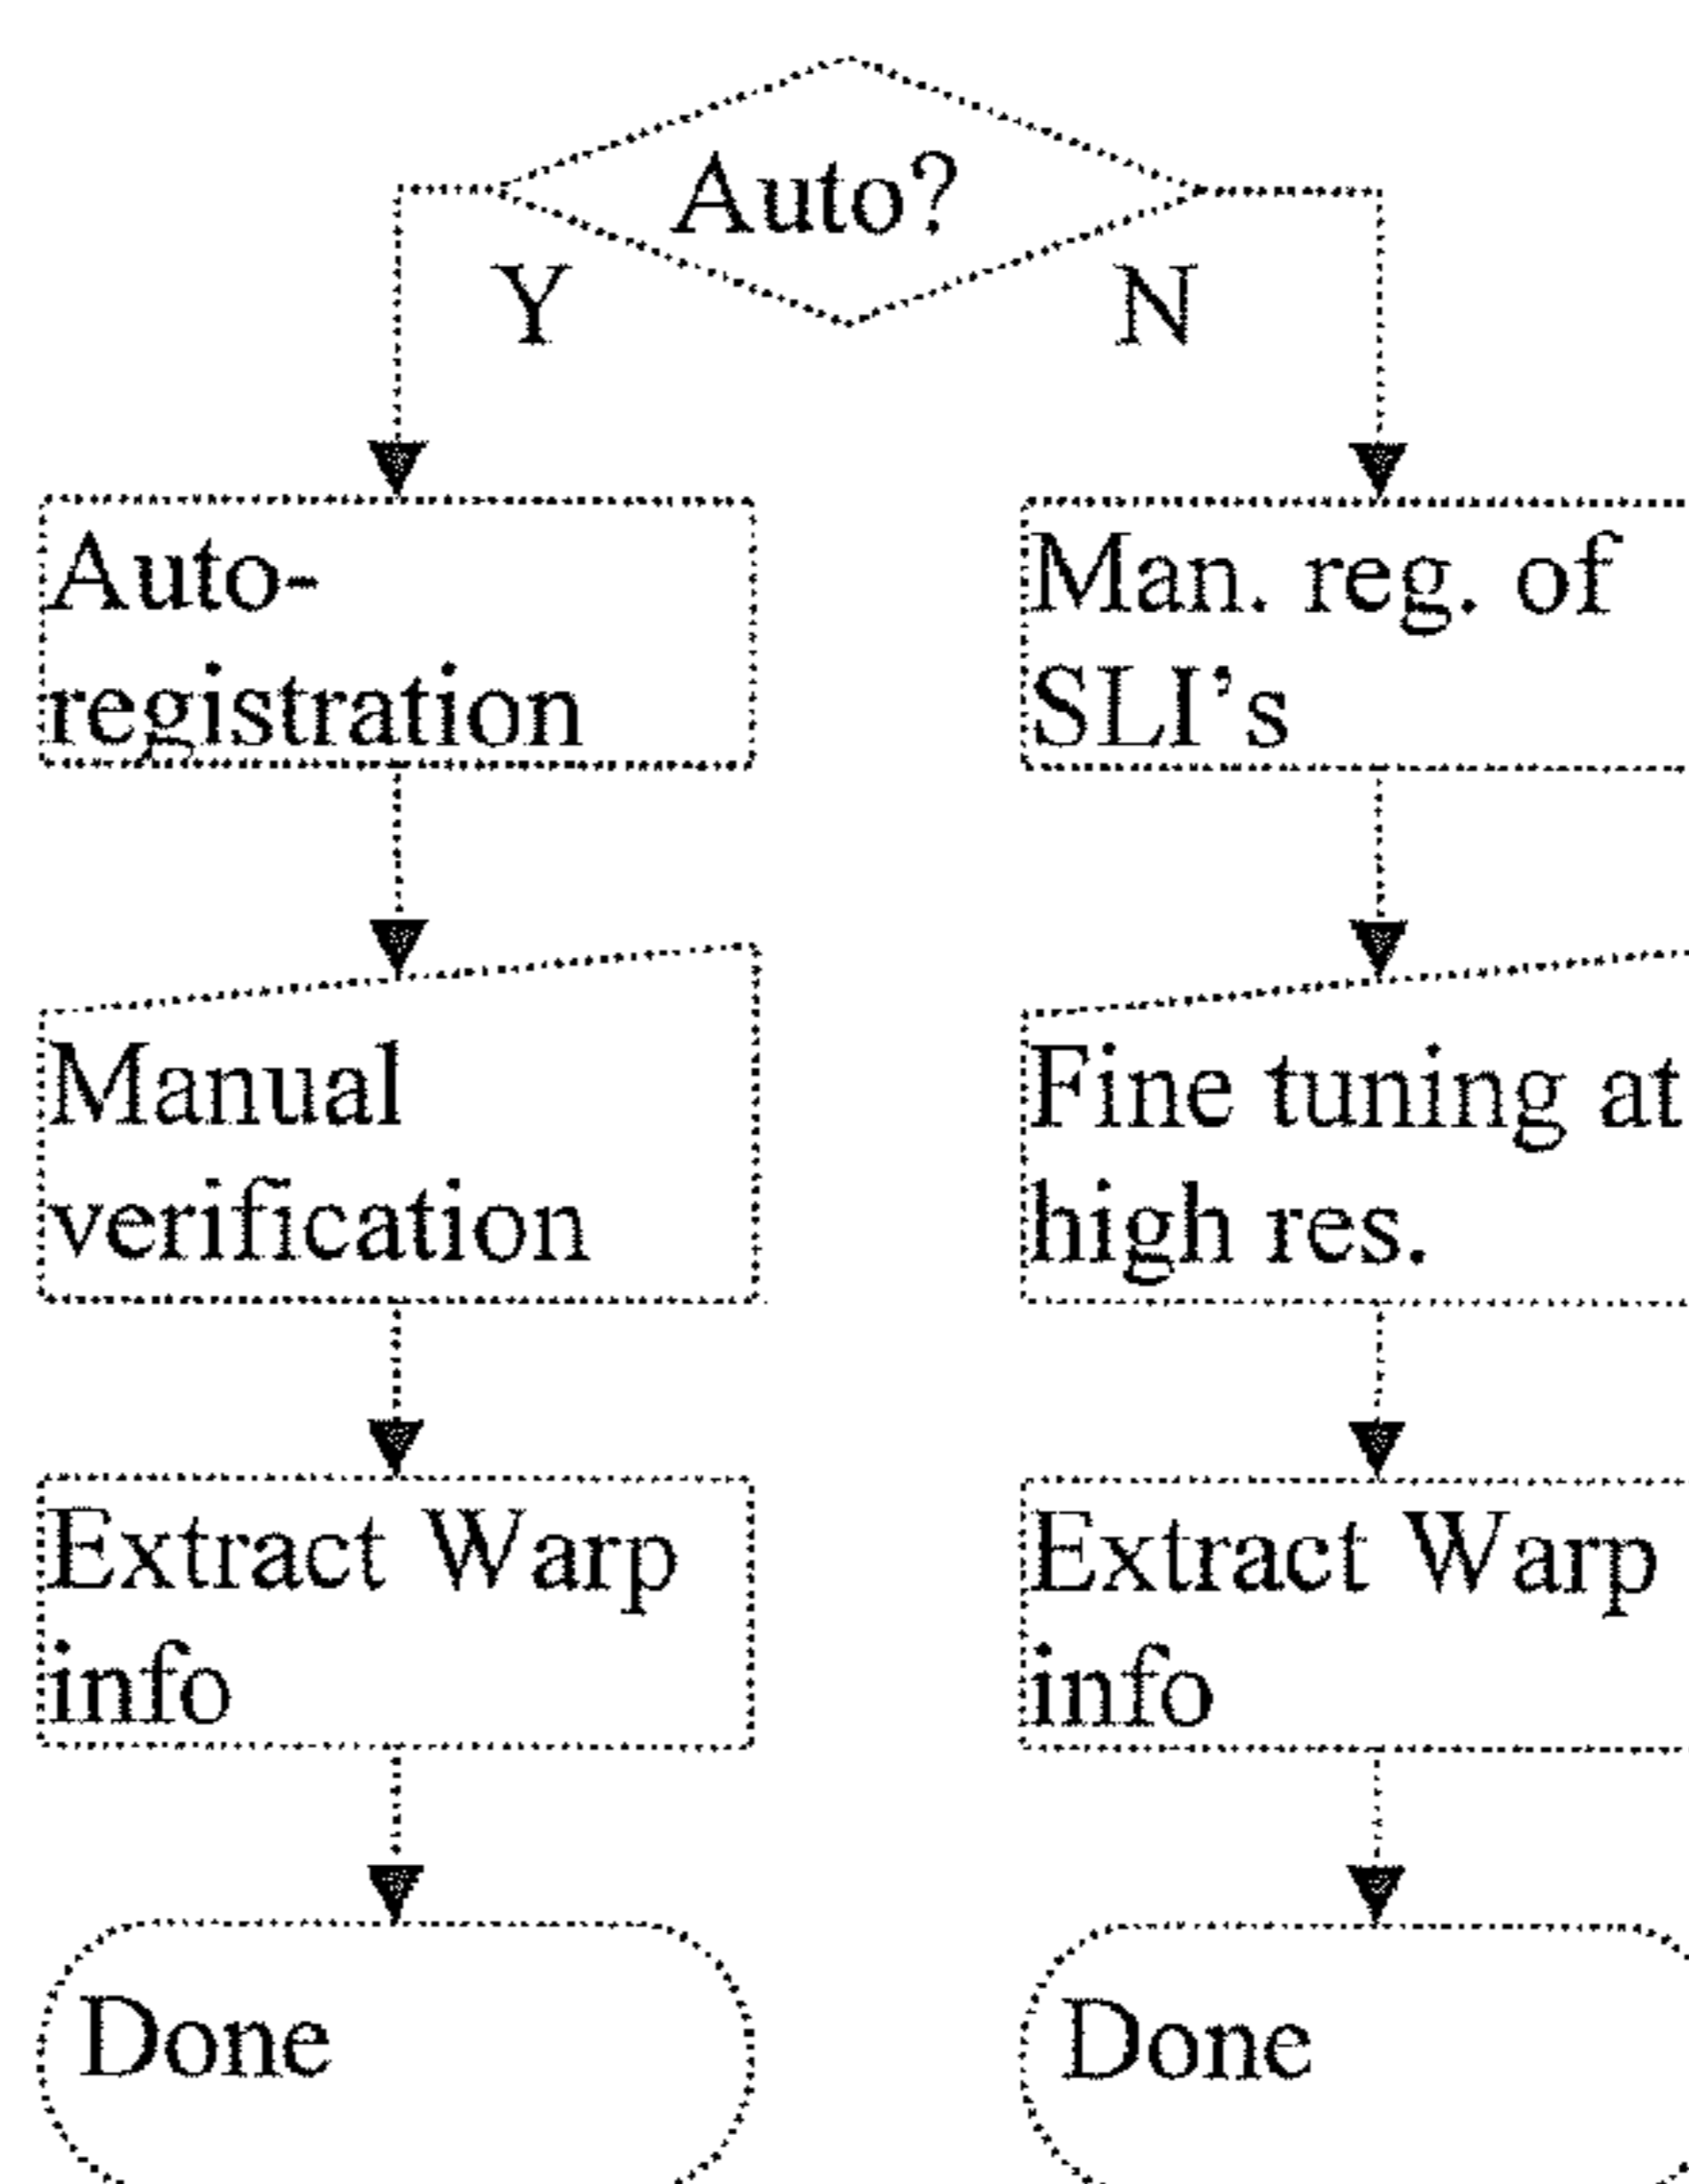 Auto?
Y
N
Auto-
registration
Manual
verification
Extract Warp
info
Done
Man. reg. of
SLI's
Fine tuning at
high res.
Extract Warp
info
Done